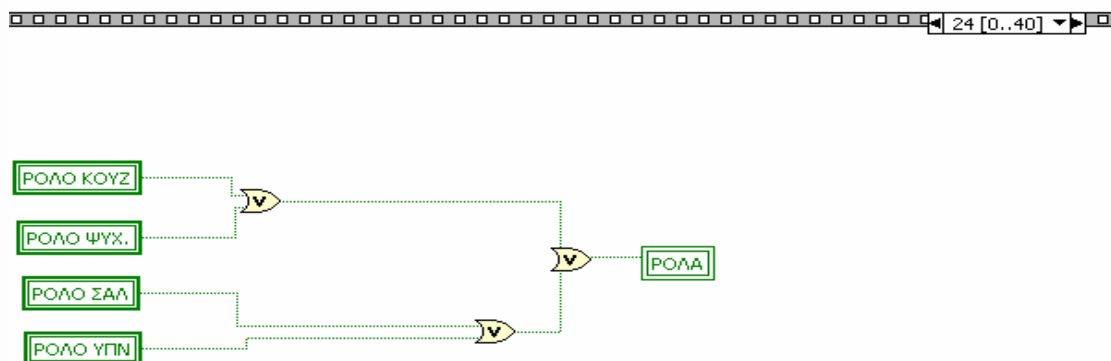 24 [0..40]
ΡΟΛΟ ΚΟΥΖ
V
ΡΟΛΟ ΨΥΧ.
V
ΡΟΛΑ
ΡΟΛΟ ΣΑΛ
V
ΡΟΛΟ ΥΠΝ